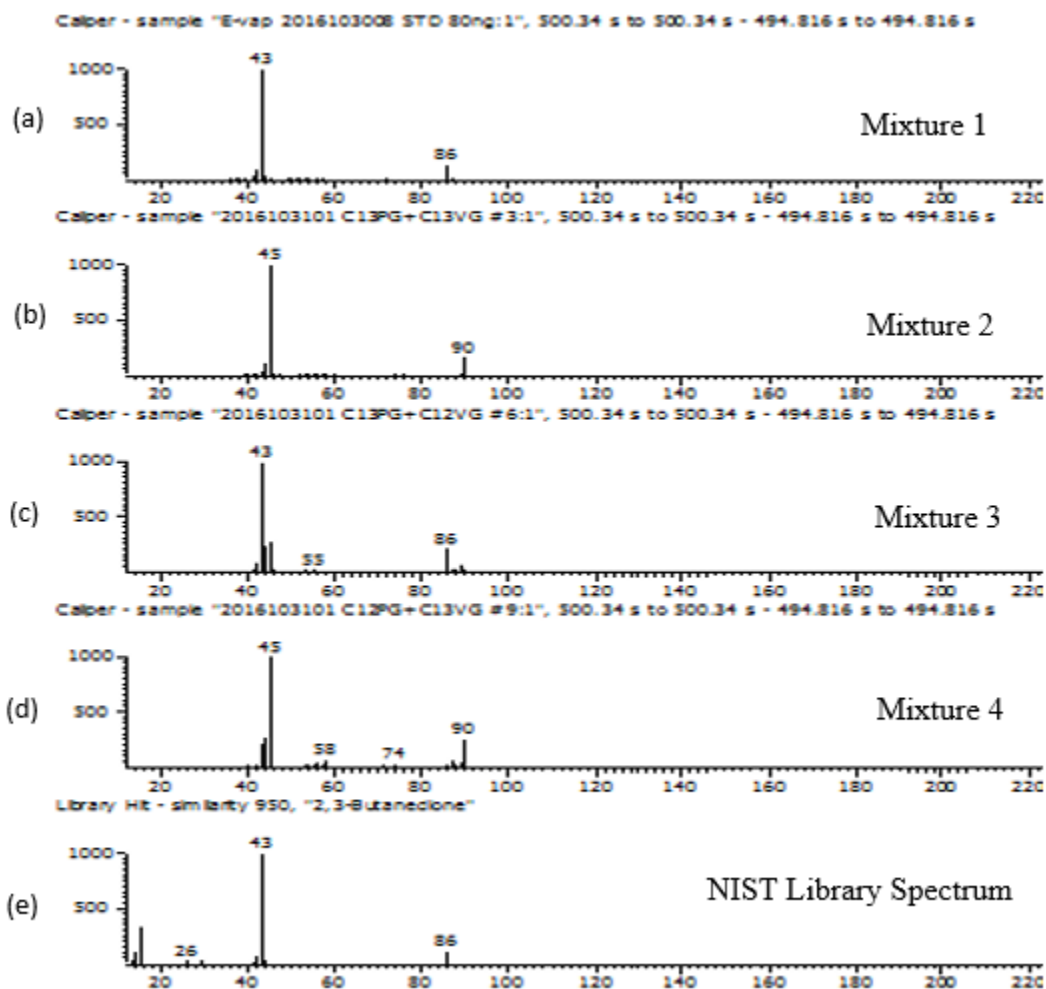 Caliper - sample "E-vap 2016103008 STD 80ng:1", 500.34 s to 500.34 s - 494.816 s to 494.816 s
43
1000
(a)
500
Mixture 1
86
20 40 60 80 100 120 140 160 180 200 220
Caliper - sample "2016103101 C13PG+C13VG #3:1", 500.34 s to 500.34 s - 494.816 s to 494.816 s
45
1000
(b)
500
Mixture 2
90
20 40 60 80 100 120 140 160 180 200 220
Caliper - sample "2016103101 C13PG+C12VG #6:1", 500.34 s to 500.34 s - 494.816 s to 494.816 s
43
1000
(c)
500
Mixture 3
86
55
20 40 60 80 100 120 140 160 180 200 220
Caliper - sample "2016103101 C12PG+C13VG #9:1", 500.34 s to 500.34 s - 494.816 s to 494.816 s
45
1000
(d)
500
Mixture 4
58 74 90
20 40 60 80 100 120 140 160 180 200 220
Library Hit - similarity 950, "2,3-Butanedione"
43
1000
(e)
500
NIST Library Spectrum
26 86
20 40 60 80 100 120 140 160 180 200 220